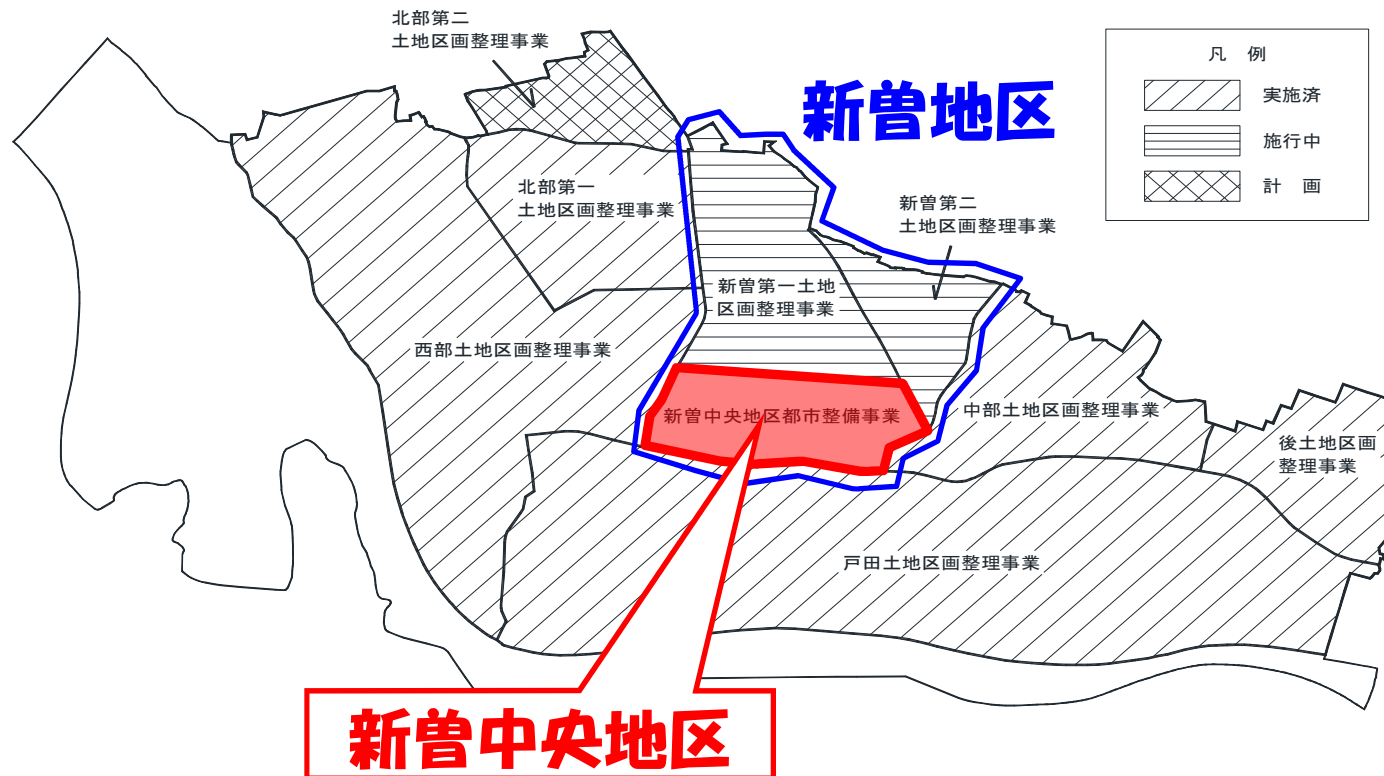 北部第二
土地区画整理事業
新曽地区
凡 例
実施済
施行中
計 画
北部第一
土地区画整理事業
新曽第二
土地区画整理事業
新曽第一土地
区画整理事業
西部土地区画整理事業
新曽中央地区都市整備事業
中部土地区画整理事業
後土地区画
整理事業
戸田土地区画整理事業
新曽中央地区